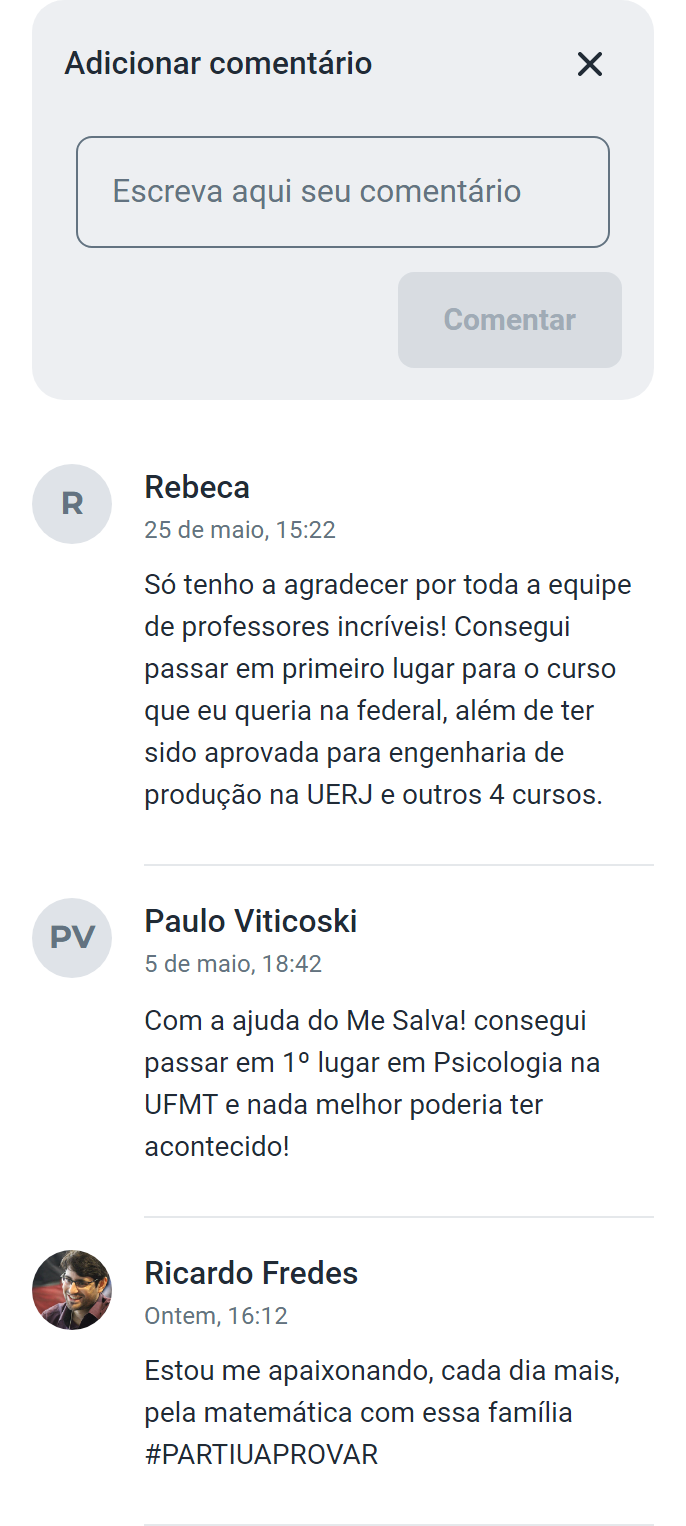 Adicionar comentário
Escreva aqui seu comentário
Comentar
R
Rebeca
25 de maio, 15:22
Só tenho a agradecer por toda a equipe
de professores incríveis! Consegui
passar em primeiro lugar para o curso
que eu queria na federal, além de ter
sido aprovada para engenharia de
produção na UERJ e outros 4 cursos.
PV
Paulo Viticoski
5 de maio, 18:42
Com a ajuda do Me Salva! consegui
passar em 1º lugar em Psicologia na
UFMT e nada melhor poderia ter
acontecido!
Ricardo Fredes
Ontem, 16:12
Estou me apaixonando, cada dia mais,
pela matemática com essa família
#PARTIUAPROVAR